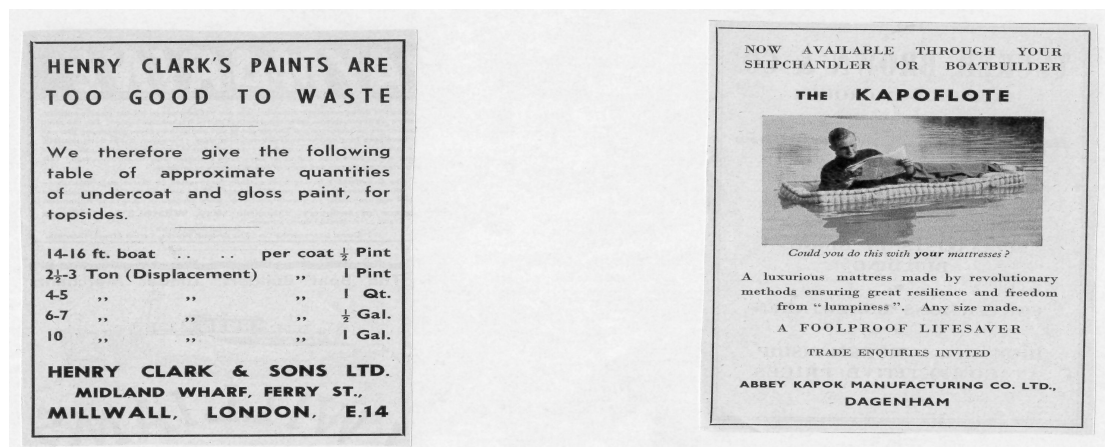 HENRY CLARK'S PAINTS ARE
TOO GOOD TO WASTE
We therefore give the following
table of approximate quantities
of undercoat and gloss paint, for
topsides.
14-16 ft. boat .. .. per coat ½ Pint
2½-3 Ton (Displacement) ,, 1 Pint
4-5 ,, ,, ,, 1 Qt.
6-7 ,, ,, ,, ½ Gal.
10 ,, ,, ,, 1 Gal.
HENRY CLARK & SONS LTD.
MIDLAND WHARF, FERRY ST.,
MILLWALL, LONDON, E.14
NOW AVAILABLE THROUGH YOUR
SHIPCHANDLER OR BOATBUILDER
THE KAPOFLOTE
Could you do this with your mattresses?
A luxurious mattress made by revolutionary
methods ensuring great resilience and freedom
from "lumpiness". Any size made.
A FOOLPROOF LIFESAVER
TRADE ENQUIRIES INVITED
ABBEY KAPOK MANUFACTURING CO. LTD.,
DAGENHAM